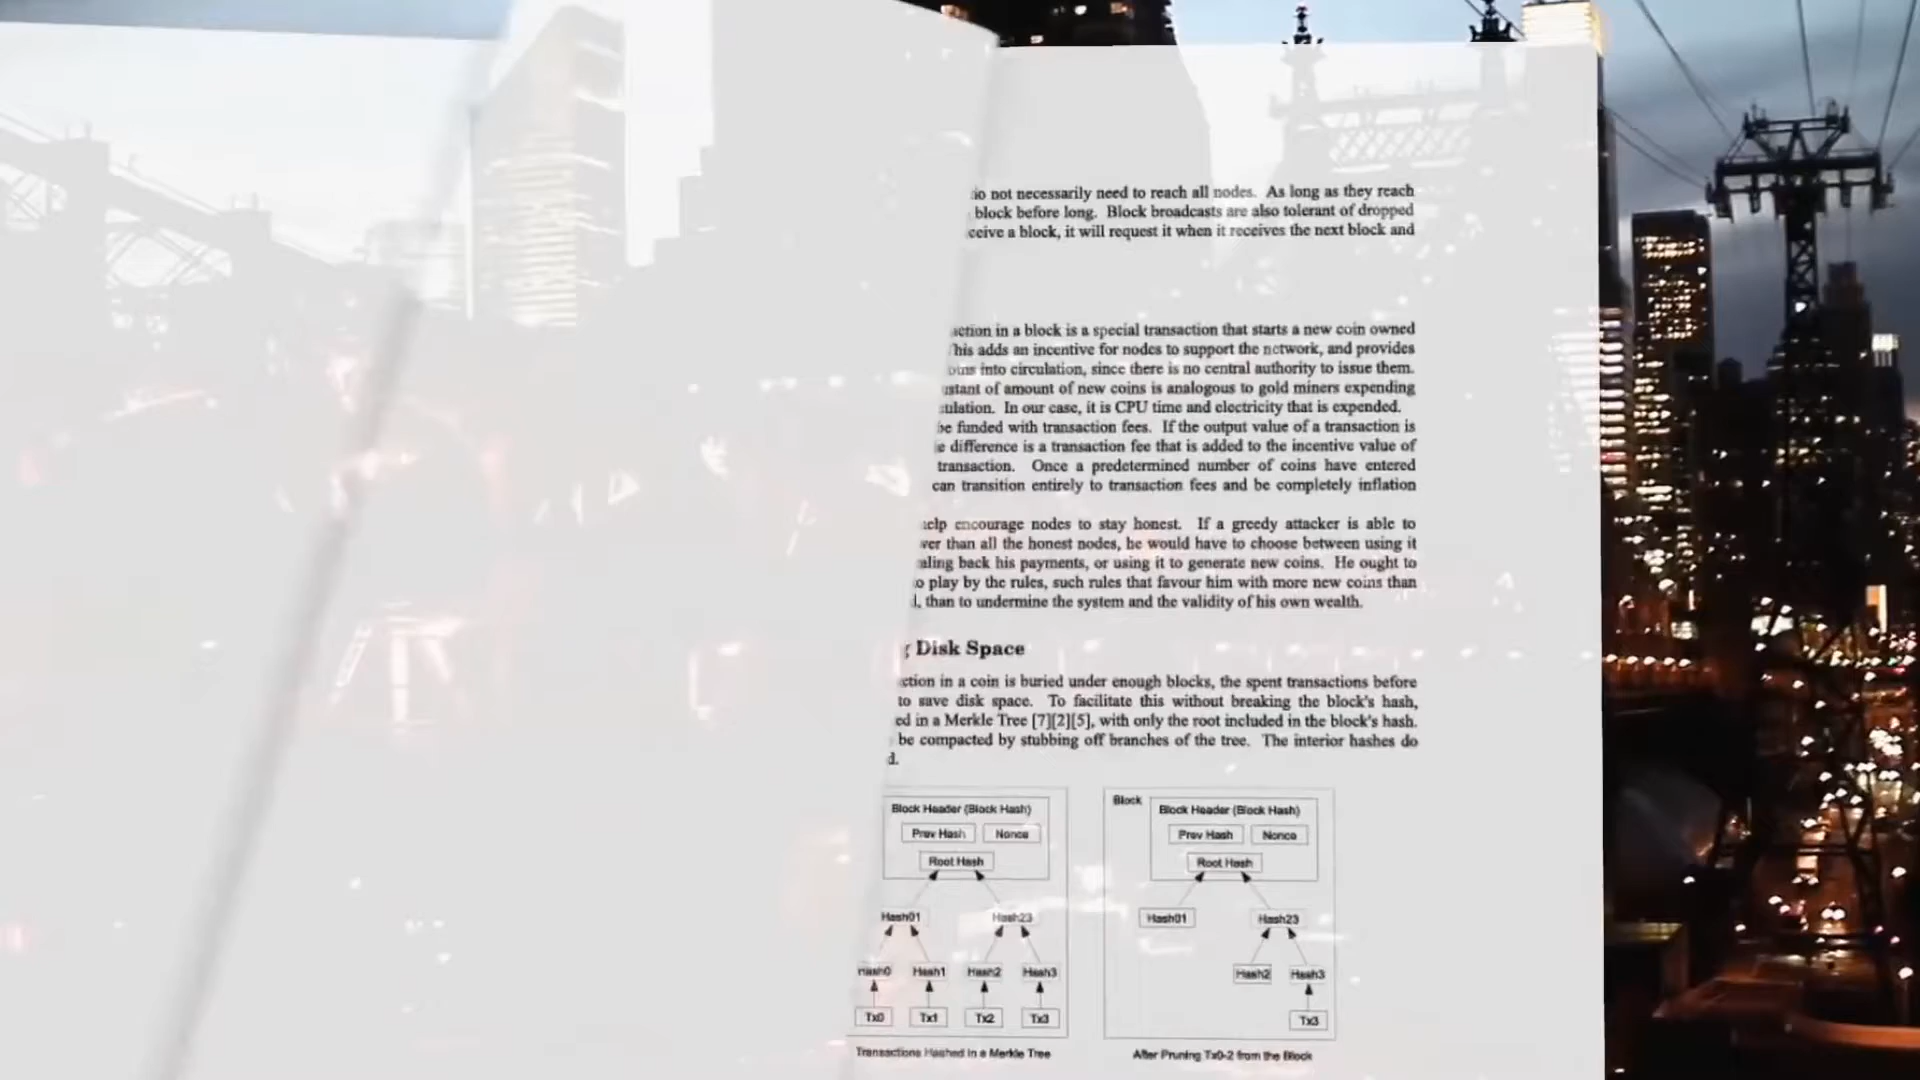 not necessarily need to reach all nodes. As long as they reach
block before long. Block broadcasts are also tolerant of dropped
a block, it will request it when it receives the next block and
in a block is a special transaction that starts a new coin owned
adds an incentive for nodes to support the network, and provides
into circulation, since there is no central authority to issue them.
of amount of new coins is analogous to gold miners expending
In our case, it is CPU time and electricity that is expended.
be funded with transaction fees. If the output value of a transaction is
difference is a transaction fee that is added to the incentive value of
transaction. Once a predetermined number of coins have entered
can transition entirely to transaction fees and be completely inflation
encourage nodes to stay honest. If a greedy attacker is able to
than all the honest nodes, he would have to choose between using it
back his payments, or using it to generate new coins. He ought to
play by the rules, such rules that favour him with more new coins than
than to undermine the system and the validity of his own wealth.
Disk Space
in a coin is buried under enough blocks, the spent transactions before
to save disk space. To facilitate this without breaking the block's hash,
ed in a Merkle Tree [7][2][5], with only the root included in the block's hash.
be compacted by stubbing off branches of the tree. The interior hashes do
d.
Block Header (Block Hash)
Prev Hash Nonce
Root Hash
Hash01 Hash23
Hash0 Hash1 Hash2 Hash3
Tx0 Tx1 Tx2 Tx3
Transactions Hashed in a Merkle Tree
Block
Block Header (Block Hash)
Prev Hash Nonce
Root Hash
Hash01 Hash23
Hash2 Hash3
Tx3
After Pruning Tx0-2 from the Block